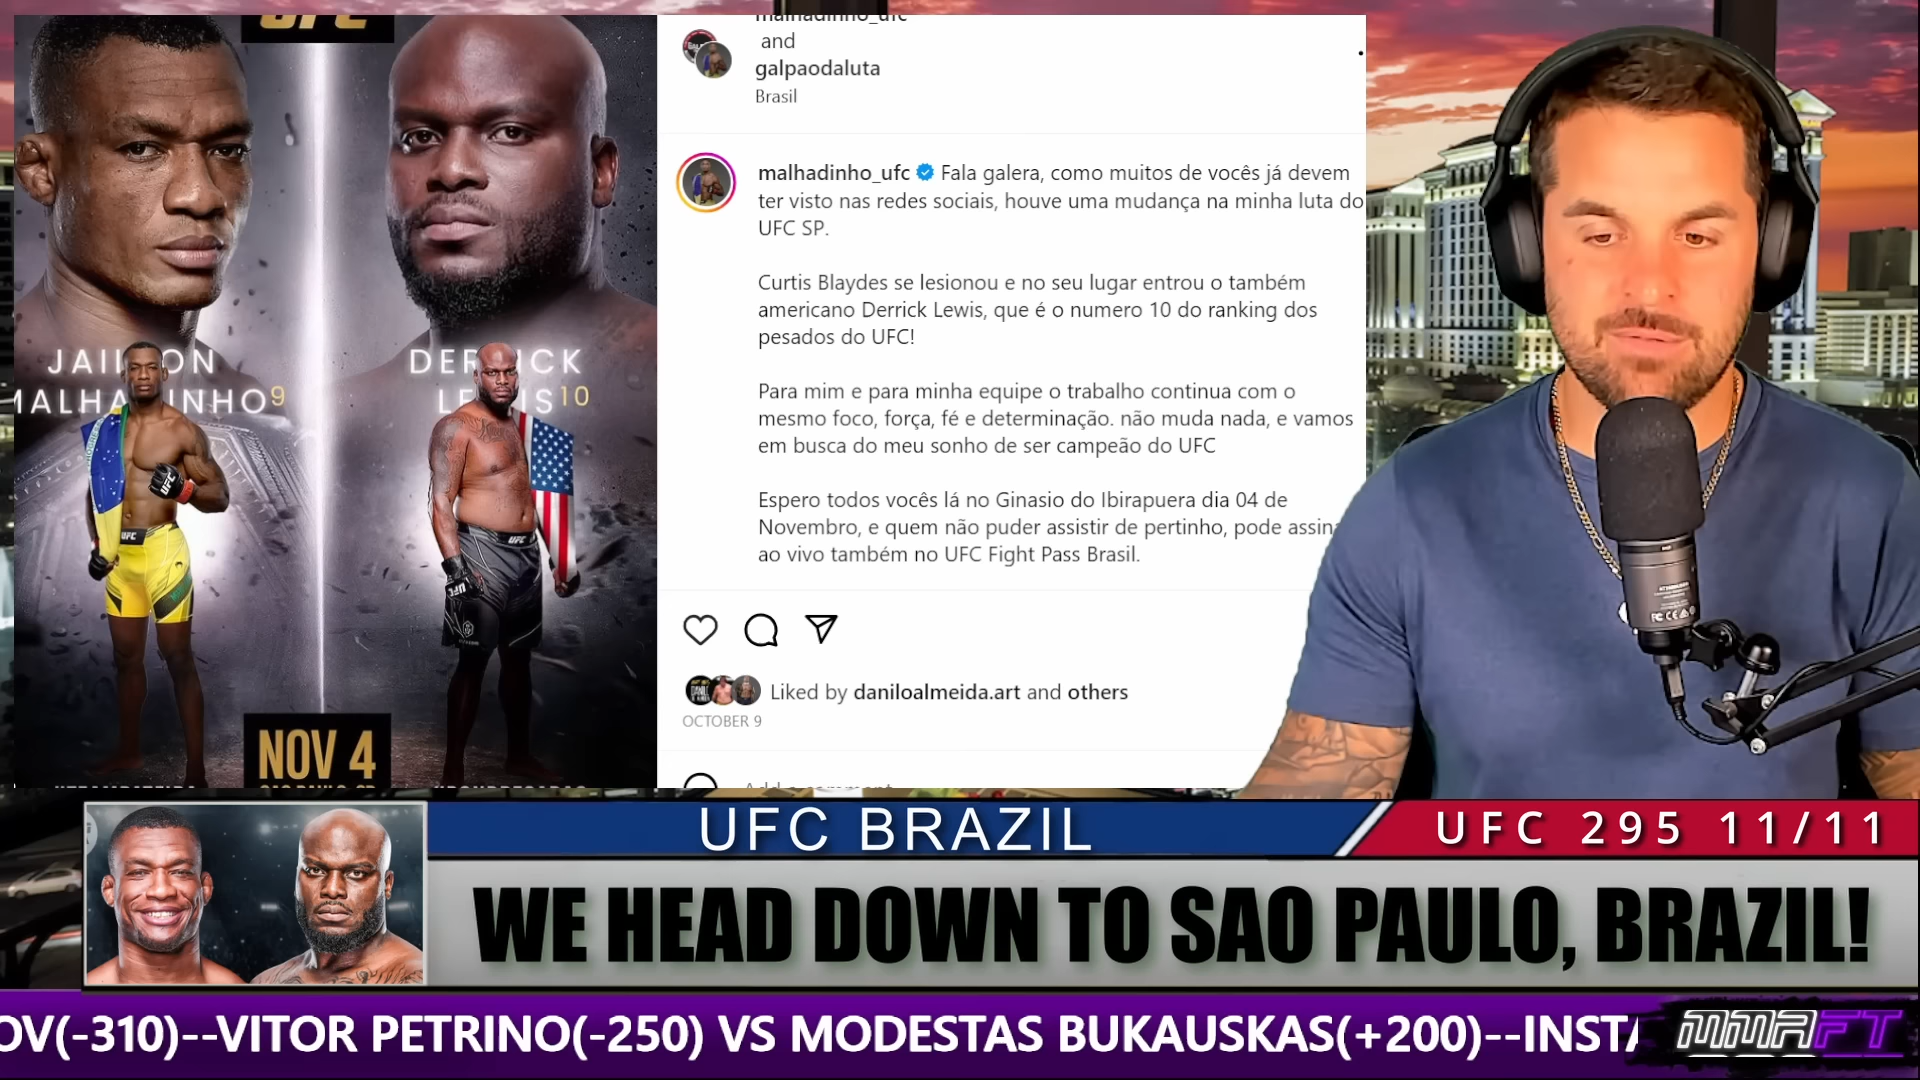 UFC
malhadinho_ufc
and
galpaodaluta
Brasil
malhadinho_ufc Fala galera, como muitos de vocês já devem
ter visto nas redes sociais, houve uma mudança na minha luta do
UFC SP.
Curtis Blaydes se lesionou e no seu lugar entrou o também
americano Derrick Lewis, que é o numero 10 do ranking dos
pesados do UFC!
Para mim e para minha equipe o trabalho continua com o
mesmo foco, força, fé e determinação. não muda nada, e vamos
em busca do meu sonho de ser campeão do UFC
Espero todos vocês lá no Ginasio do Ibirapuera dia 04 de
Novembro, e quem não puder assistir de pertinho, pode assina
ao vivo também no UFC Fight Pass Brasil.
Liked by daniloalmeida.art and others
OCTOBER 9
Add a comment
9
10
NOV 4
UFC BRAZIL
UFC 295 11/11
WE HEAD DOWN TO SAO PAULO, BRAZIL!
OV(-310)--VITOR PETRINO(-250) VS MODESTAS BUKAUSKAS(+200)--INSTA
MMAFT